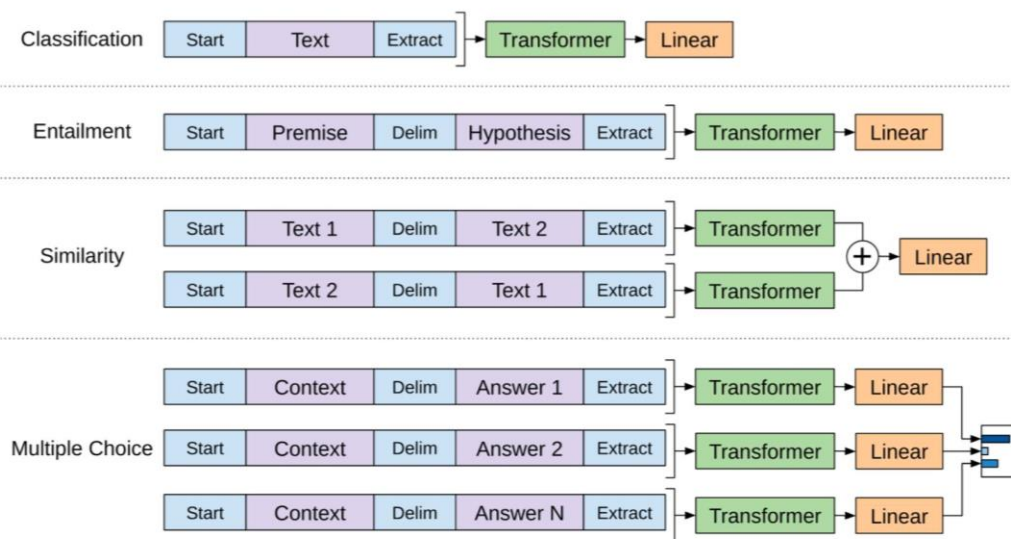 Classification Start Text Extract Transformer Linear
Entailment Start Premise Delim Hypothesis Extract Transformer Linear
Start Text 1 Delim Text 2 Extract Transformer
Similarity + Linear
Start Text 2 Delim Text 1 Extract Transformer
Start Context Delim Answer 1 Extract Transformer Linear
Multiple Choice Start Context Delim Answer 2 Extract Transformer Linear
Start Context Delim Answer N Extract Transformer Linear